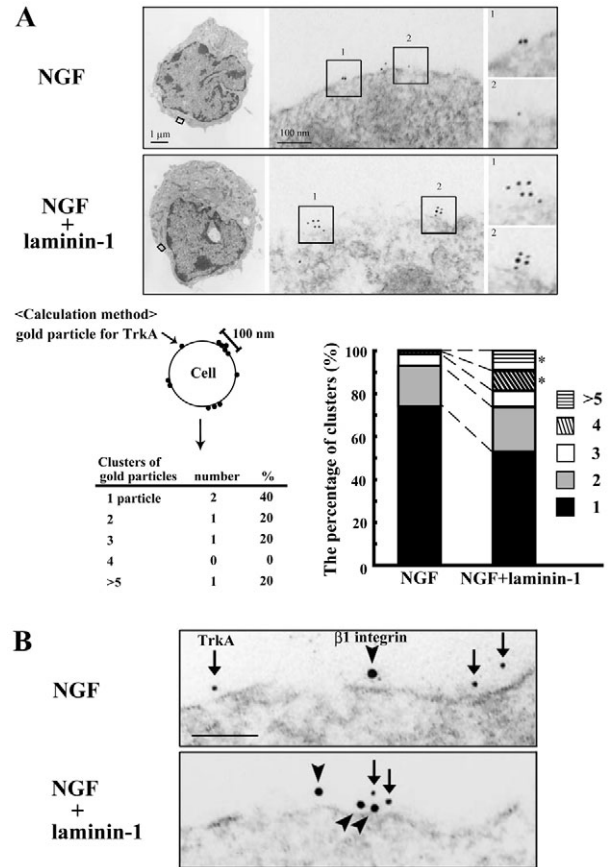 A
NGF
1 μm
100 nm
1
2
1
2
NGF
+
laminin-1
1
2
1
2
<Calculation method>
gold particle for TrkA
100 nm
Cell
Clusters of
gold particles number %
1 particle 2 40
2 1 20
3 1 20
4 0 0
>5 1 20
The percentage of clusters (%)
100
80
60
40
20
0
*
*
>5
4
3
2
1
NGF NGF+laminin-1
B
NGF
TrkA β1 integrin
NGF
+
laminin-1